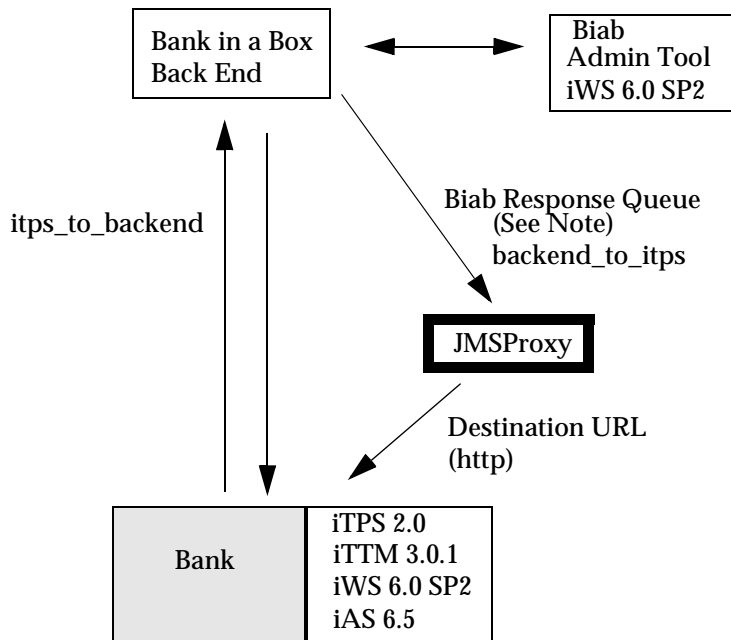 Bank in a Box
Back End
Biab
Admin Tool
iWS 6.0 SP2
itps_to_backend
Biab Response Queue
(See Note)
backend_to_itps
JMSProxy
Destination URL
(http)
Bank
iTPS 2.0
iTTM 3.0.1
iWS 6.0 SP2
iAS 6.5